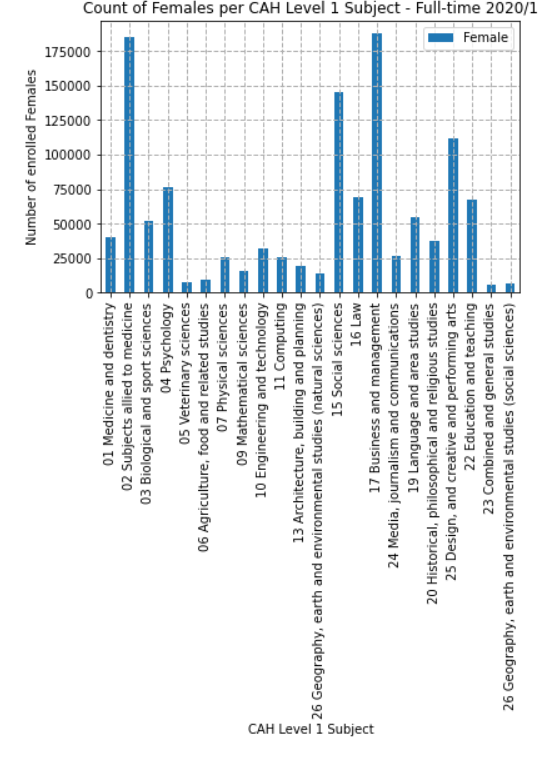 Count of Females per CAH Level 1 Subject - Full-time 2020/1
Female
Number of enrolled Females
175000
150000
125000
100000
75000
50000
25000
0
01 Medicine and dentistry
02 Subjects allied to medicine
03 Biological and sport sciences
04 Psychology
05 Veterinary sciences
06 Agriculture, food and related studies
07 Physical sciences
09 Mathematical sciences
10 Engineering and technology
11 Computing
13 Architecture, building and planning
26 Geography, earth and environmental studies (natural sciences)
15 Social sciences
16 Law
17 Business and management
24 Media, journalism and communications
19 Language and area studies
20 Historical, philosophical and religious studies
25 Design, and creative and performing arts
22 Education and teaching
23 Combined and general studies
26 Geography, earth and environmental studies (social sciences)
CAH Level 1 Subject